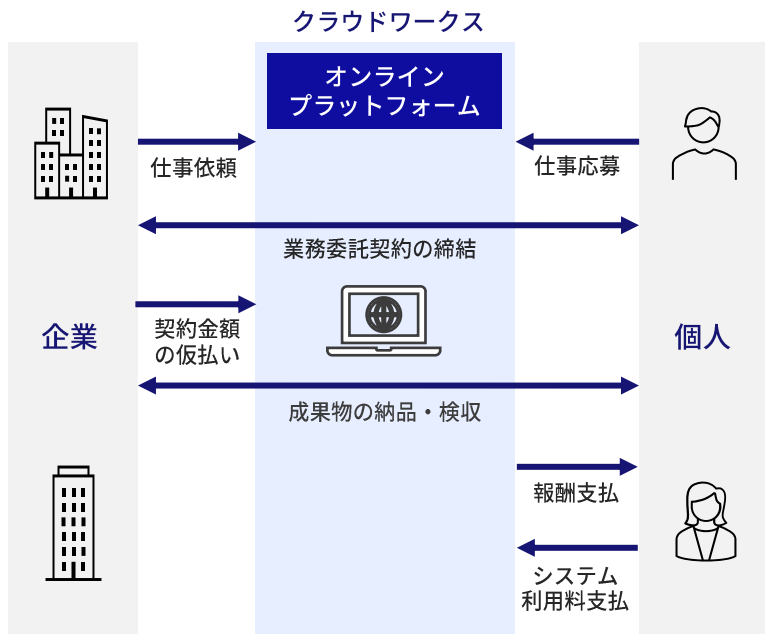 クラウドワークス
オンライン
プラットフォーム
仕事依頼
仕事応募
業務委託契約の締結
契約金額
の仮払い
企業
個人
成果物の納品・検収
報酬支払
システム
利用料支払